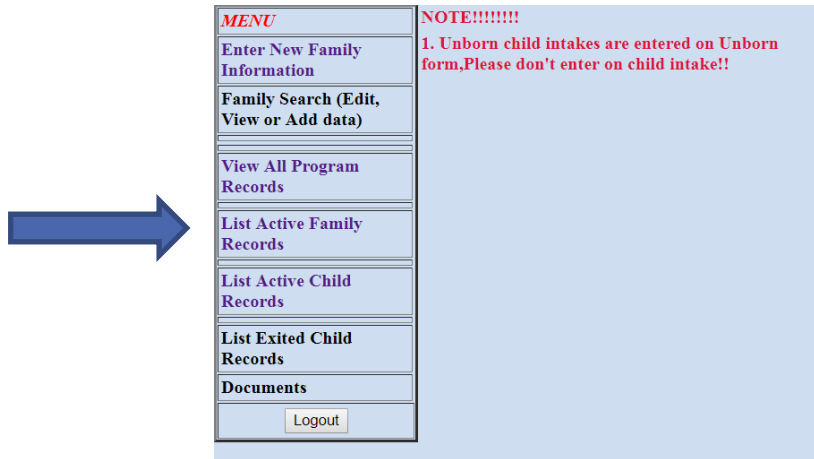 MENU
Enter New Family
Information
Family Search (Edit,
View or Add data)
View All Program
Records
List Active Family
Records
List Active Child
Records
List Exited Child
Records
Documents
Logout
NOTE!!!!!!!!
1. Unborn child intakes are entered on Unborn
form,Please don't enter on child intake!!